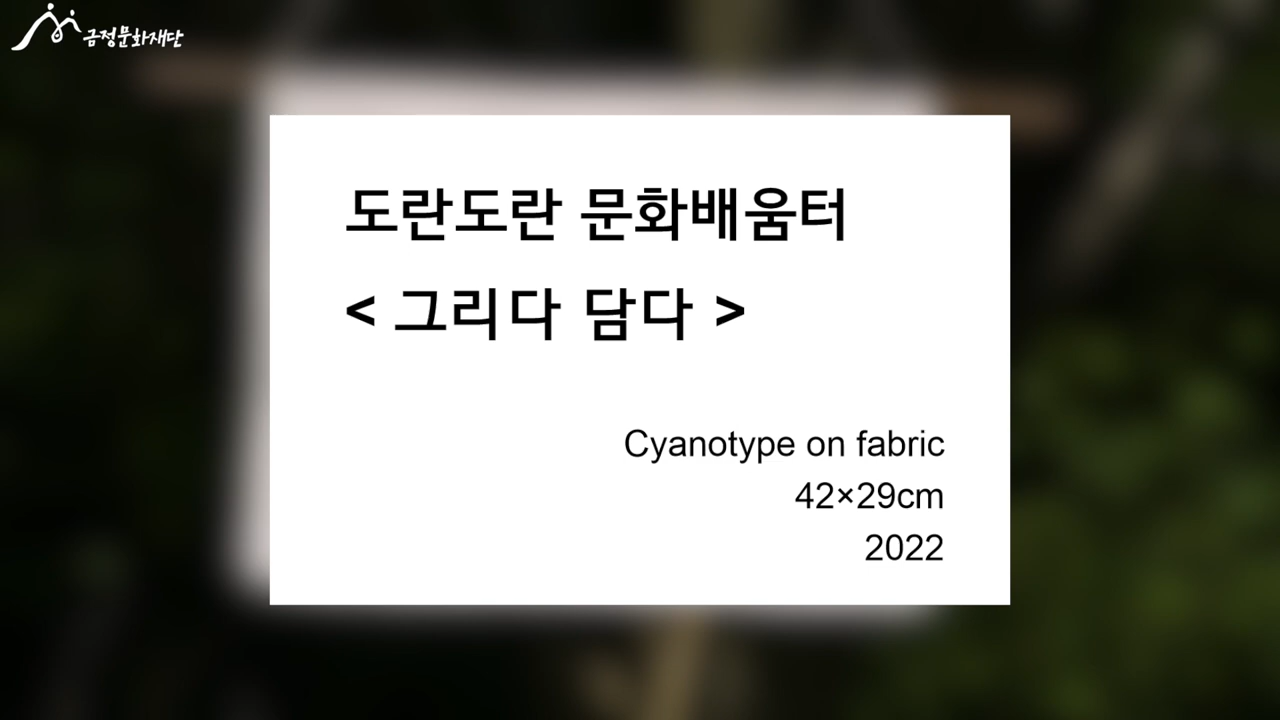 금정문화재단
도란도란 문화배움터
< 그리다 담다 >
Cyanotype on fabric
42×29cm
2022